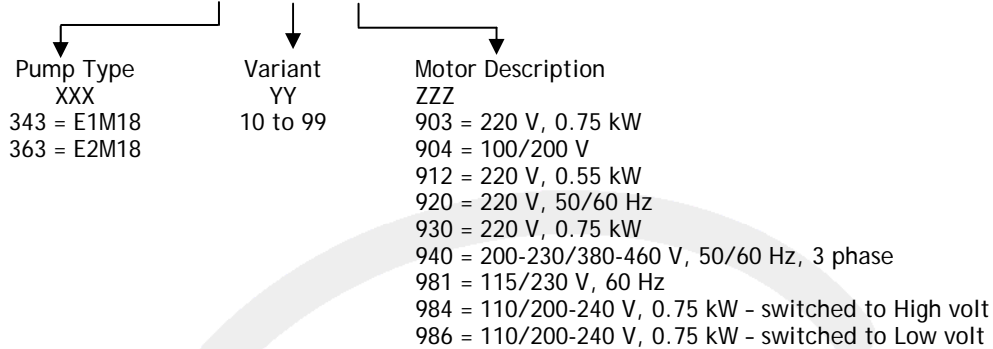 Pump Type Variant Motor Description
XXX YY ZZZ
343 = E1M18 10 to 99 903 = 220 V, 0.75 kW
363 = E2M18 904 = 100/200 V
912 = 220 V, 0.55 kW
920 = 220 V, 50/60 Hz
930 = 220 V, 0.75 kW
940 = 200-230/380-460 V, 50/60 Hz, 3 phase
981 = 115/230 V, 60 Hz
984 = 110/200-240 V, 0.75 kW – switched to High volt
986 = 110/200-240 V, 0.75 kW – switched to Low volt